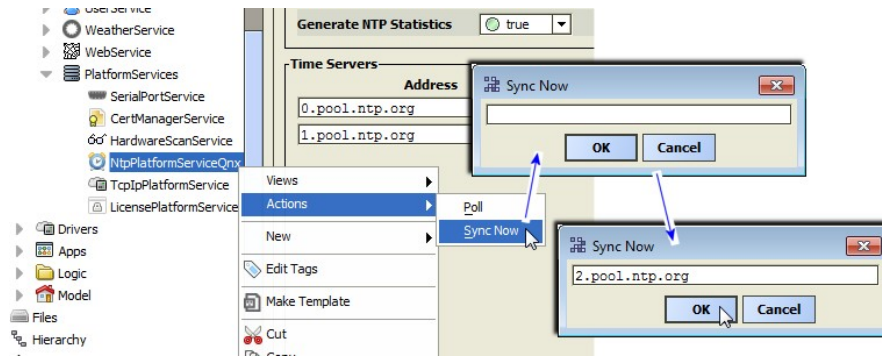 UserService
WeatherService
WebService
PlatformServices
SerialPortService
CertManagerService
HardwareScanService
NtpPlatformServiceQnx
TcpIpPlatformService
LicensePlatformService
Drivers
Apps
Logic
Model
Files
Hierarchy
Generate NTP Statistics true
Time Servers
Address
0.pool.ntp.org
1.pool.ntp.org
Views
Actions
New
Edit Tags
Make Template
Cut
Copy
Poll
Sync Now
Sync Now
OK Cancel
Sync Now
2.pool.ntp.org
OK Cancel